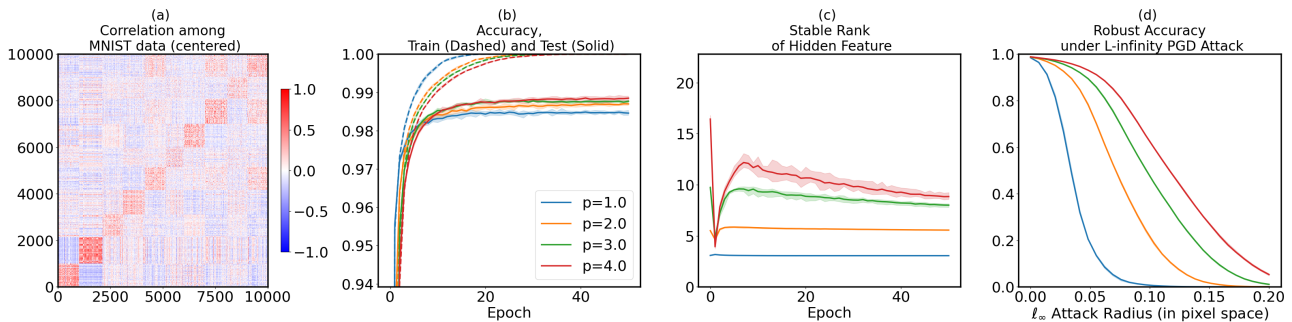 (a)
Correlation among
MNIST data (centered)
10000
8000
6000
4000
2000
0
0
2500
5000
7500
10000
1.0
0.5
0.0
−0.5
−1.0
(b)
Accuracy,
Train (Dashed) and Test (Solid)
1.00
0.99
0.98
0.97
0.96
0.95
0.94
0
20
40
Epoch
p=1.0
p=2.0
p=3.0
p=4.0
(c)
Stable Rank
of Hidden Feature
20
15
10
5
0
0
20
40
Epoch
(d)
Robust Accuracy
under L-infinity PGD Attack
1.0
0.8
0.6
0.4
0.2
0.0
0.00
0.05
0.10
0.15
0.20
ℓ∞ Attack Radius (in pixel space)